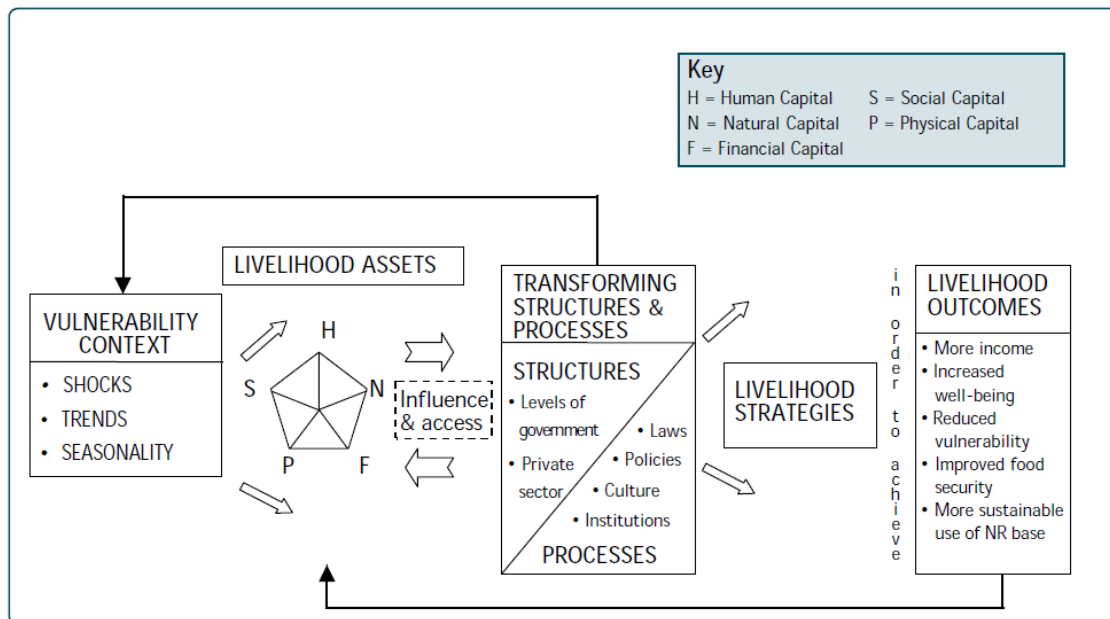 Key
H = Human Capital S = Social Capital
N = Natural Capital P = Physical Capital
F = Financial Capital
LIVELIHOOD ASSETS
VULNERABILITY
CONTEXT
• SHOCKS
• TRENDS
• SEASONALITY
H
S
N
P
F
Influence
& access
TRANSFORMING
STRUCTURES &
PROCESSES
STRUCTURES
• Levels of
government
• Private
sector
• Laws
• Policies
• Culture
• Institutions
PROCESSES
LIVELIHOOD
STRATEGIES
in order to achieve
LIVELIHOOD
OUTCOMES
• More income
• Increased
well-being
• Reduced
vulnerability
• Improved food
security
• More sustainable
use of NR base